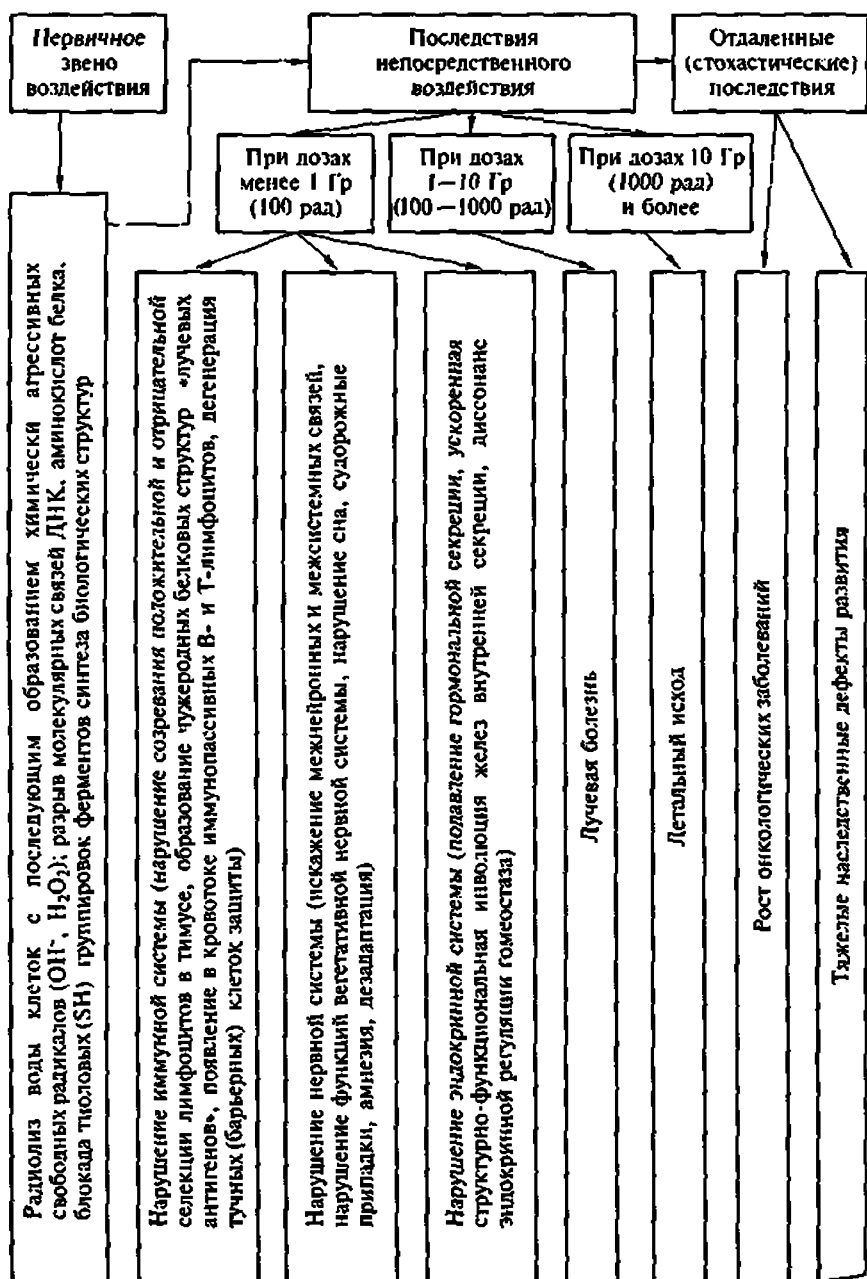 Первичное
звено
воздействия
Последствия
непосредственного
воздействия
Отдаленные
(стохастические)
последствия
При дозах
менее 1 Гр
(100 рад)
При дозах
1—10 Гр
(100—1000 рад)
При дозах 10 Гр
(1000 рад)
и более
Радиолиз воды клеток с последующим образованием химически агрессивных
свободных радикалов (OH⁻, H₂O₂); разрыв молекулярных связей ДНК, аминокислот белка,
блокада тиоловых (SH) группировок ферментов синтеза биологических структур
Нарушение иммунной системы (нарушение созревания положительной и отрицательной
селекции лимфоцитов в тимусе, образование чужеродных белковых структур «лучевых
антигенов», появление в кровотоке иммунопассивных В- и Т-лимфоцитов, дегенерация
тучных (барьерных) клеток защиты)
Нарушение нервной системы (искажение межнейронных и межсистемных связей,
нарушение функций вегетативной нервной системы, нарушение сна, судорожные
припадки, амнезия, дезадаптация)
Нарушение эндокринной системы (подавление гормональной секреции, ускоренная
структурно-функциональная инволюция желез внутренней секреции, диссонанс
эндокринной регуляции гомеостаза)
Лучевая болезнь
Летальный исход
Рост онкологических заболеваний
Тяжелые наследственные дефекты развития